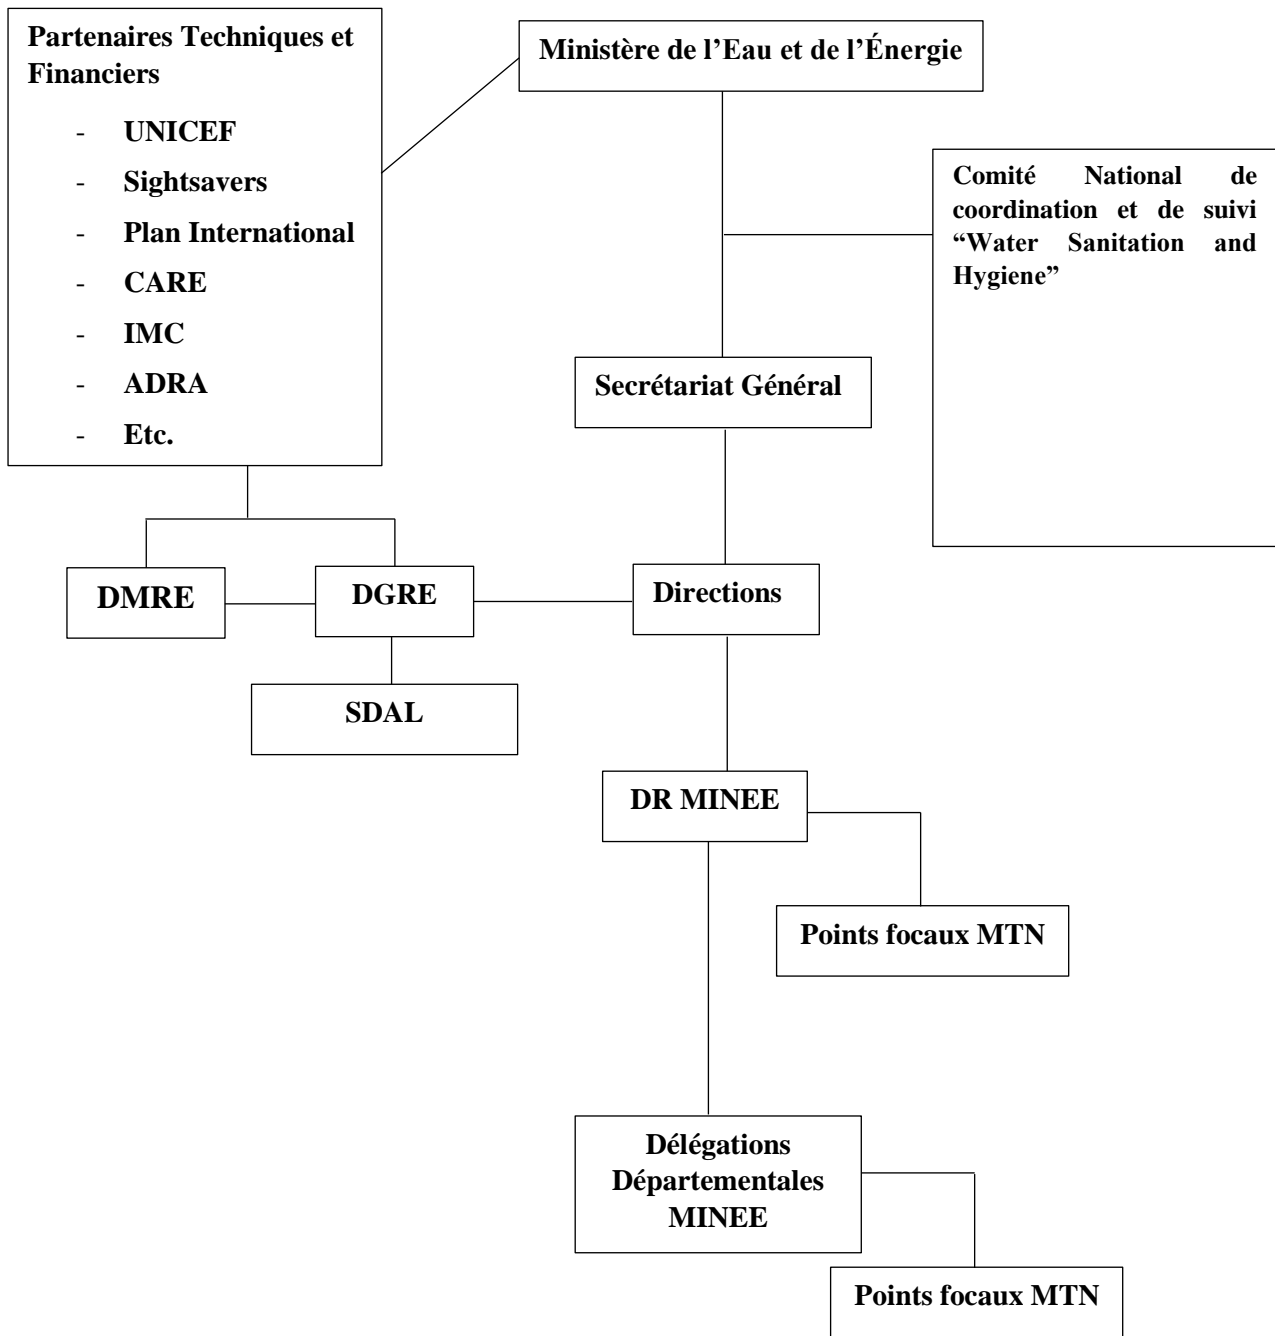 Partenaires Techniques et
Financiers
- UNICEF
- Sightsavers
- Plan International
- CARE
- IMC
- ADRA
- Etc.
Ministère de l’Eau et de l’Énergie
Comité National de
coordination et de suivi
“Water Sanitation and
Hygiene”
Secrétariat Général
DMRE
DGRE
Directions
SDAL
DR MINEE
Points focaux MTN
Délégations
Départementales
MINEE
Points focaux MTN